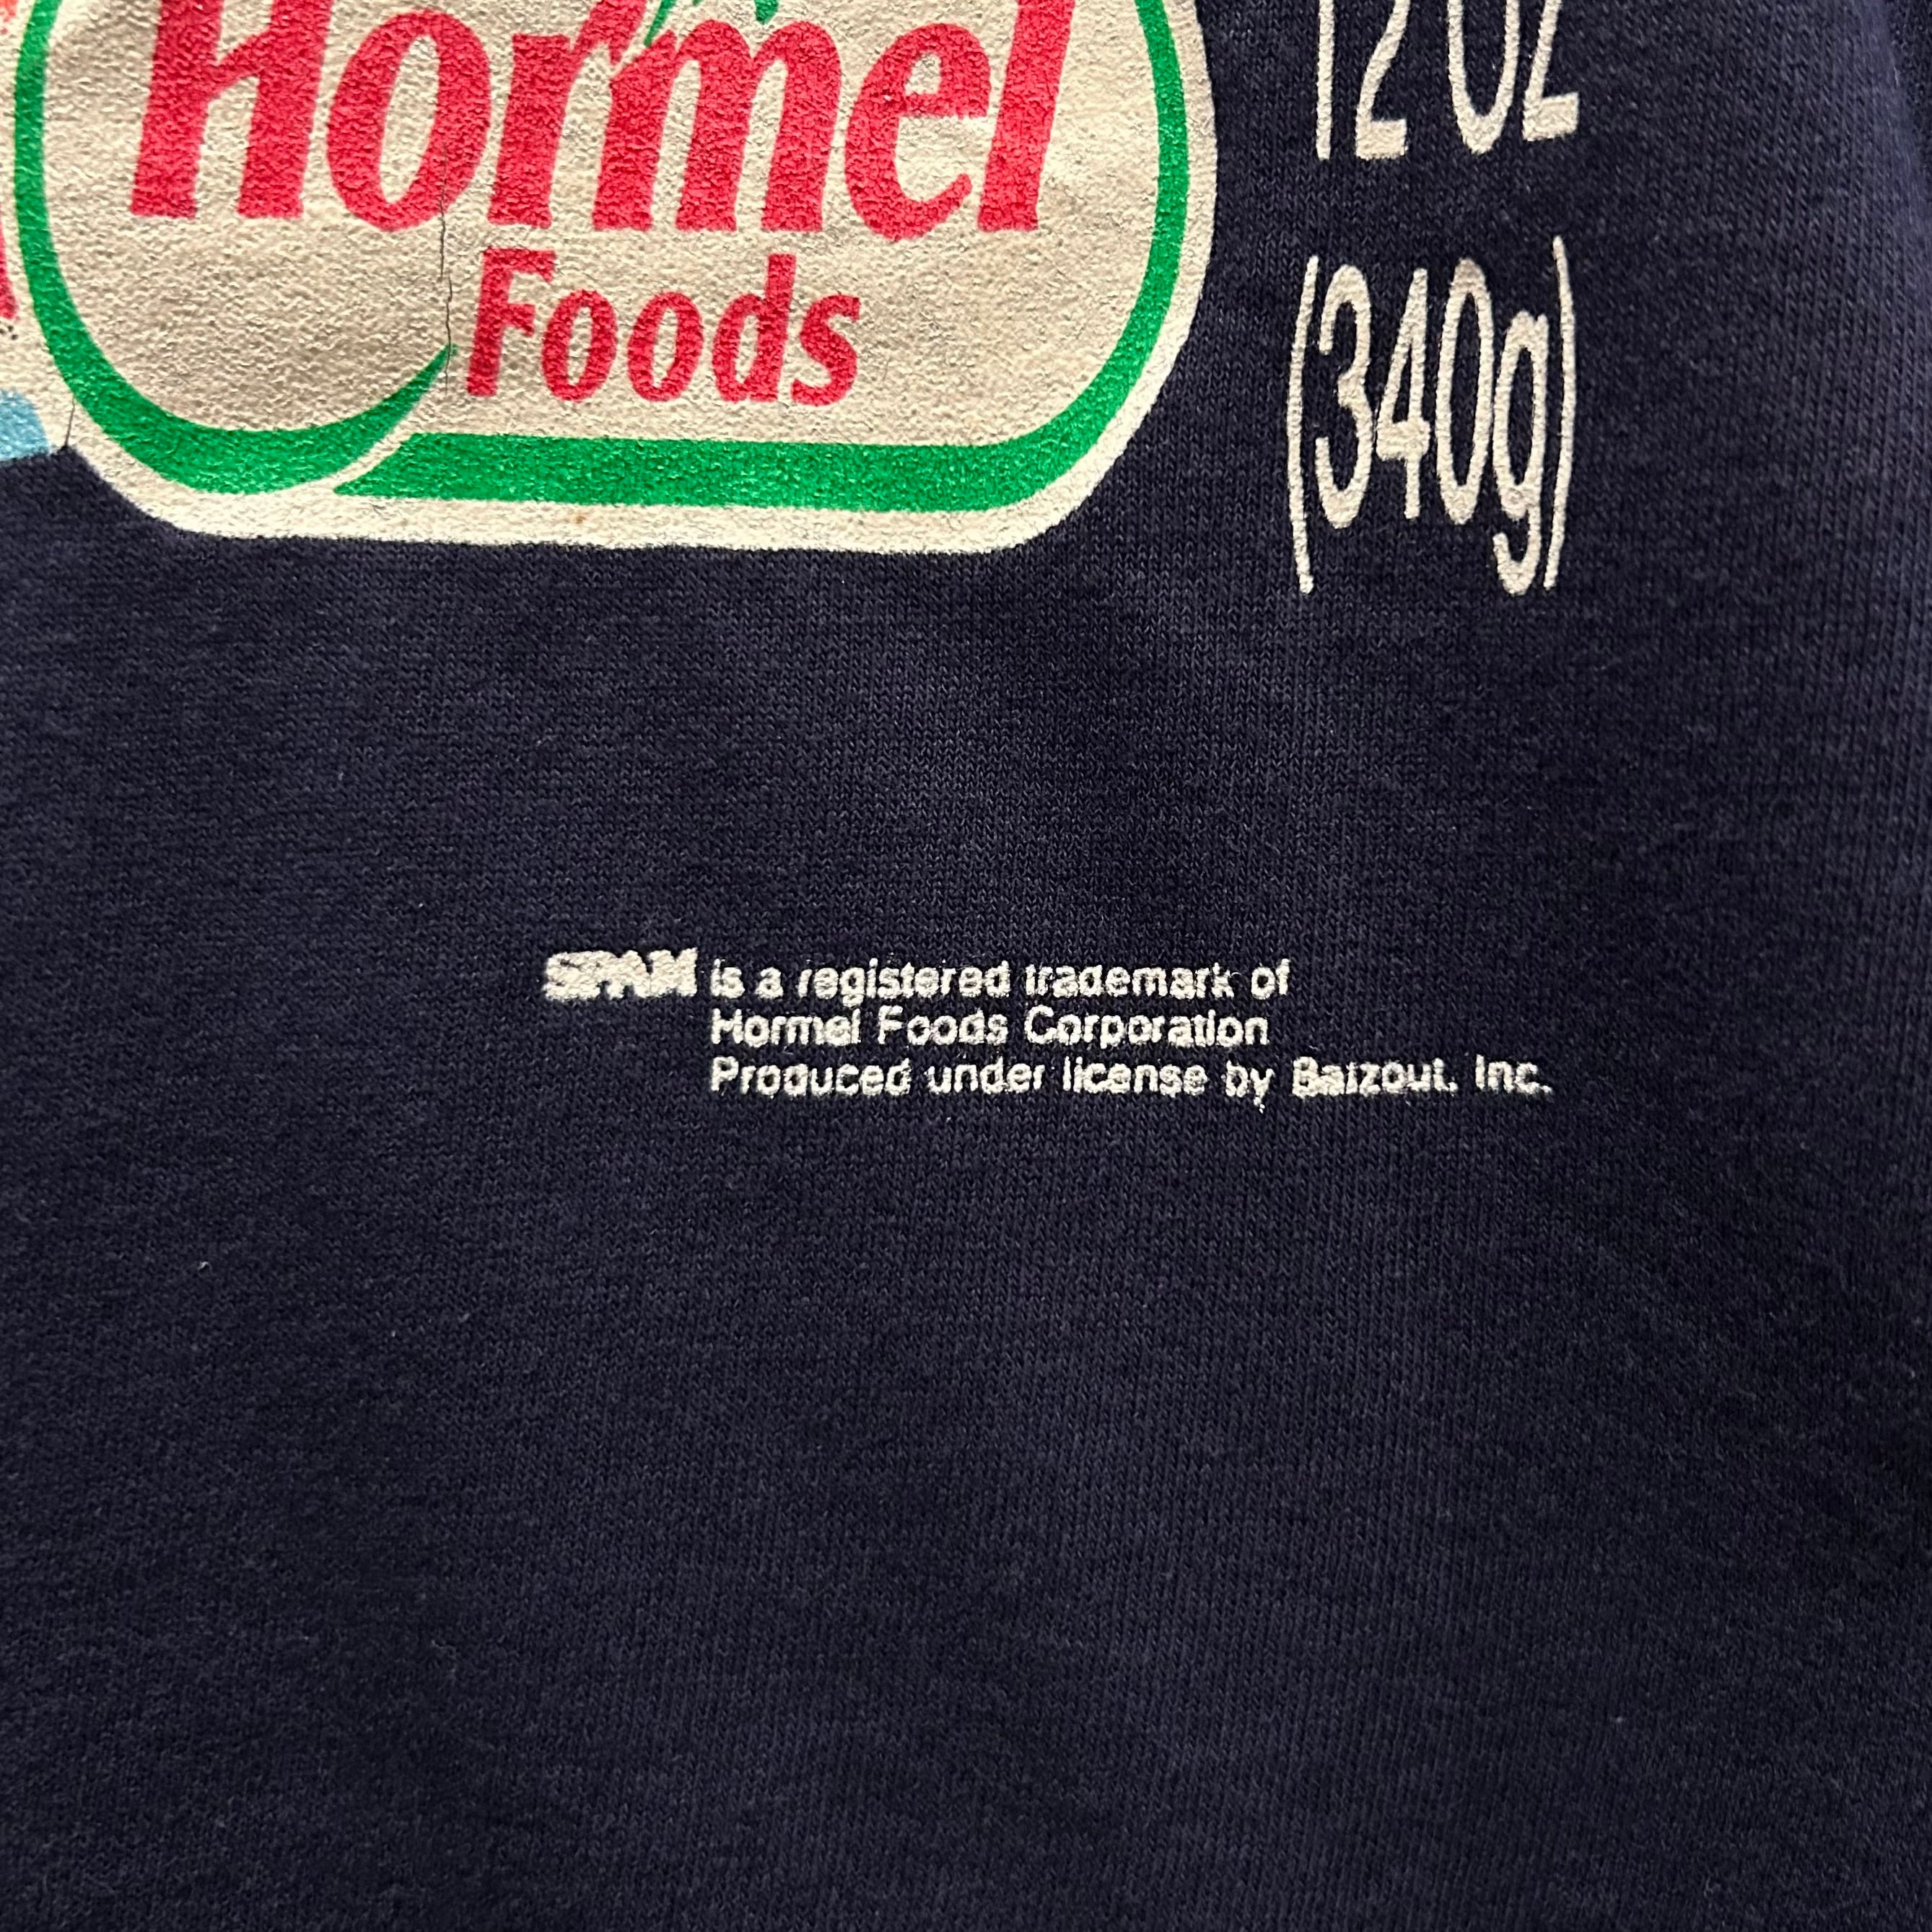 Hormel
Foods
12 OZ
(340g)
SPAM is a registered trademark of
Hormel Foods Corporation
Produced under license by Balzout, Inc.